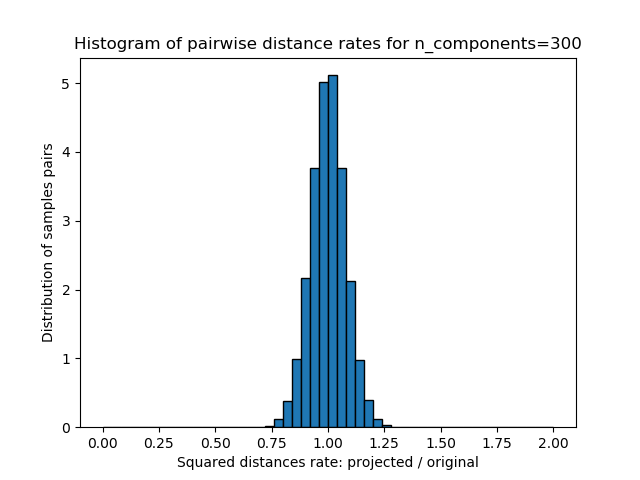 Histogram of pairwise distance rates for n_components=300
Distribution of samples pairs
5
4
3
2
1
0
0.00 0.25 0.50 0.75 1.00 1.25 1.50 1.75 2.00
Squared distances rate: projected / original